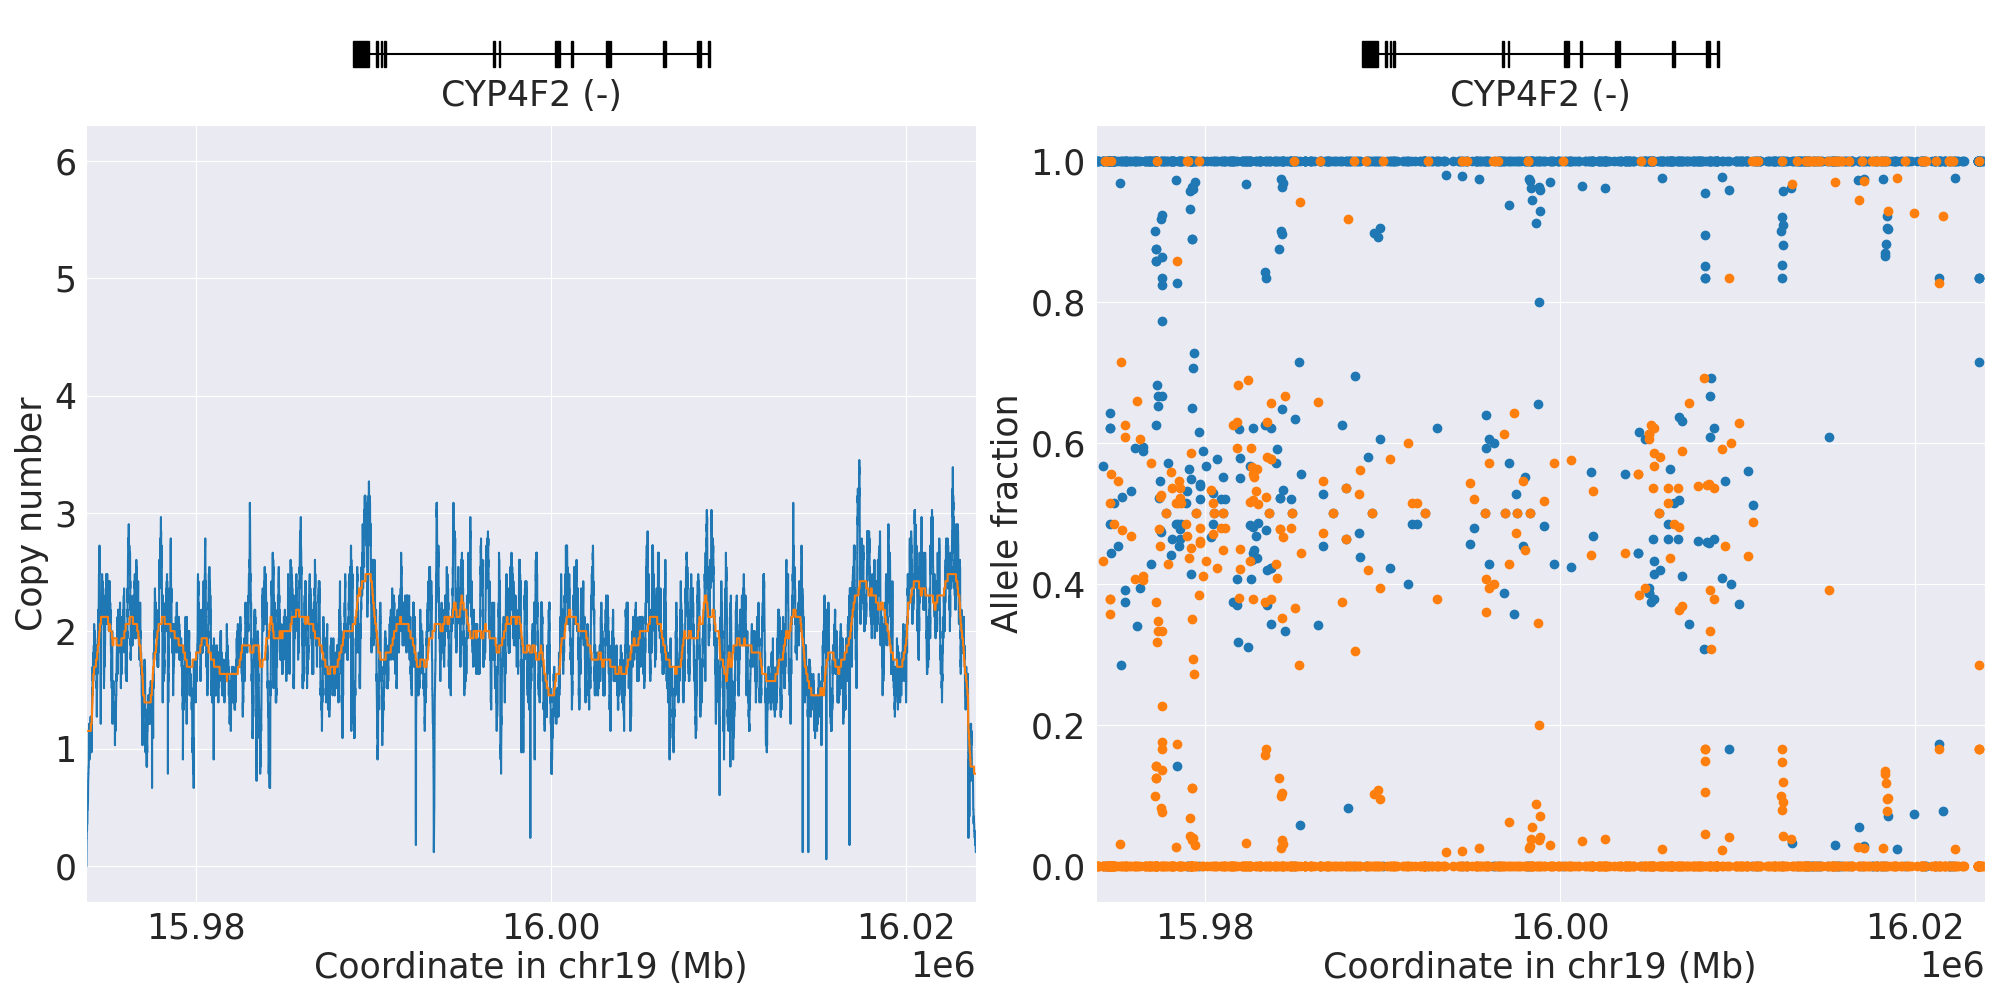 CYP4F2 (-)
6
5
4
3
2
1
0
Copy number
15.98
16.00
16.02
Coordinate in chr19 (Mb)
1e6
CYP4F2 (-)
1.0
0.8
0.6
0.4
0.2
0.0
Allele fraction
15.98
16.00
16.02
Coordinate in chr19 (Mb)
1e6